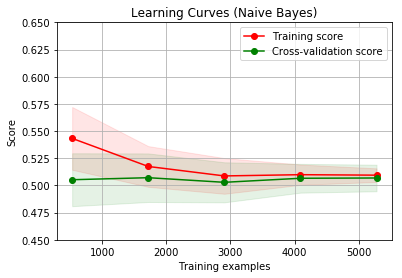 Learning Curves (Naive Bayes)
Training score
Cross-validation score
Score
0.650
0.625
0.600
0.575
0.550
0.525
0.500
0.475
0.450
1000 2000 3000 4000 5000
Training examples